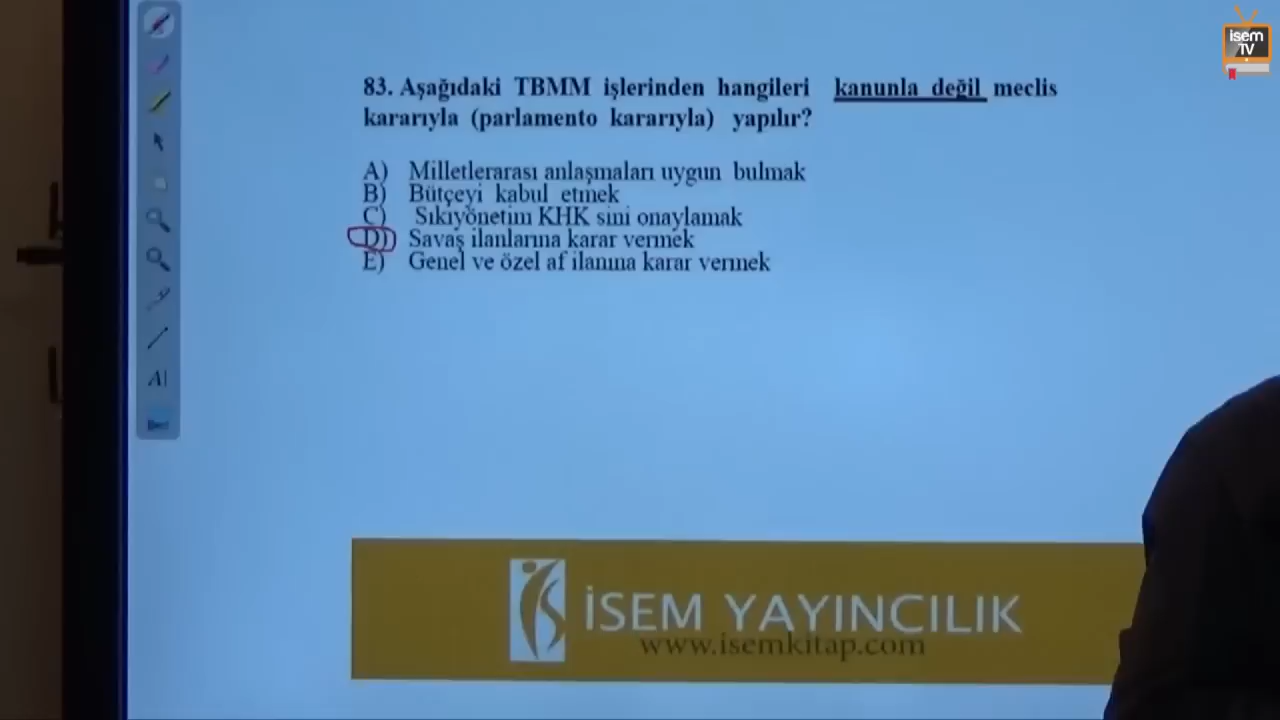 isem
TV
83. Aşağıdaki TBMM işlerinden hangileri kanunla değil meclis
kararıyla (parlamento kararıyla) yapılır?
A) Milletlerarası anlaşmaları uygun bulmak
B) Bütçeyi kabul etmek
C) Sıkıyönetim KHK sini onaylamak
D) Savaş ilanlarına karar vermek
E) Genel ve özel af ilanına karar vermek
A
İSEM YAYINCILIK
www.isemkitap.com